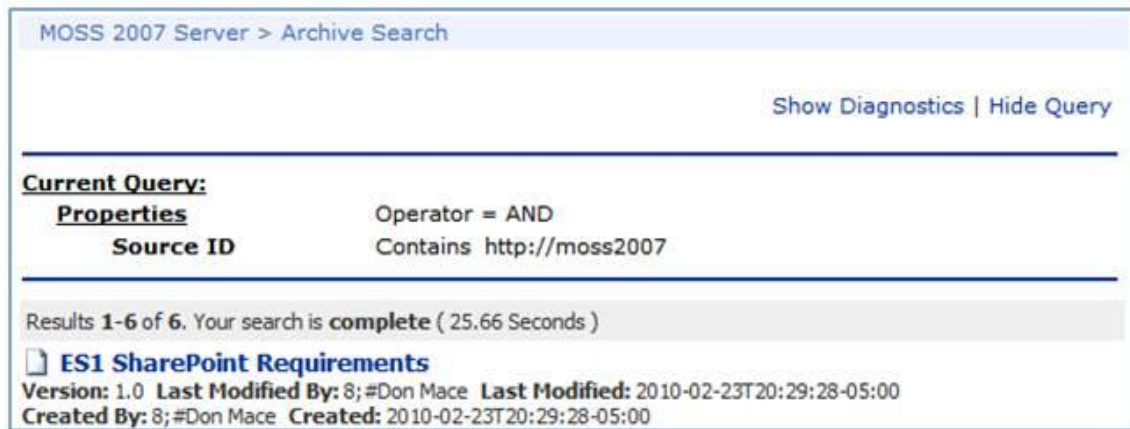 MOSS 2007 Server > Archive Search
Show Diagnostics | Hide Query
Current Query:
Properties Operator = AND
Source ID Contains http://moss2007
Results 1-6 of 6. Your search is complete ( 25.66 Seconds )
ES1 SharePoint Requirements
Version: 1.0 Last Modified By: 8;#Don Mace Last Modified: 2010-02-23T20:29:28-05:00
Created By: 8;#Don Mace Created: 2010-02-23T20:29:28-05:00